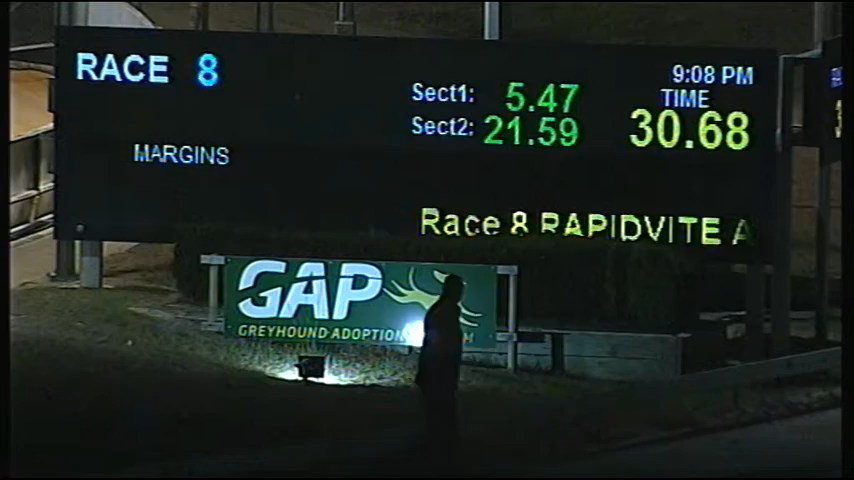 RACE 8
9:08 PM
Sect1: 5.47
TIME
Sect2: 21.59
30.68
MARGINS
Race 8 RAPIDVITE A
GAP
GREYHOUND ADOPTION